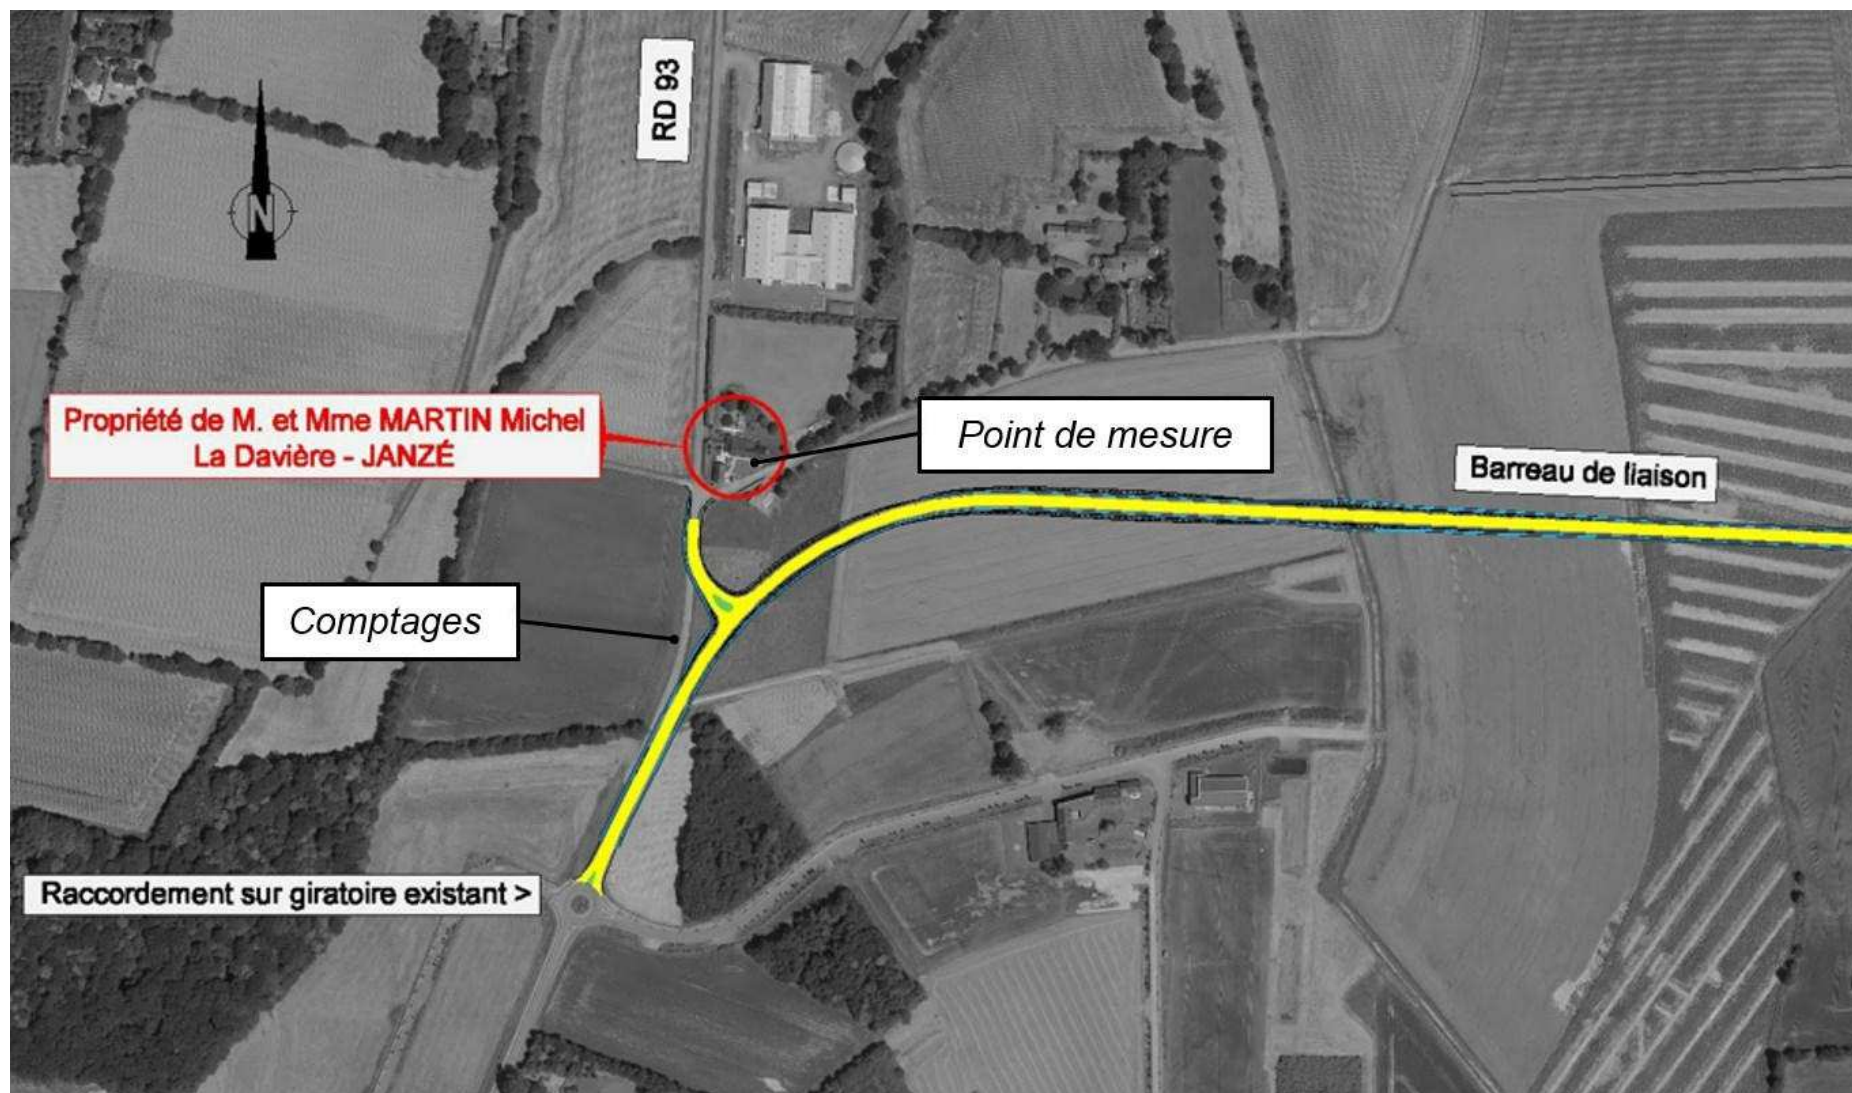 RD 93
N
Propriété de M. et Mme MARTIN Michel
La Davière - JANZÉ
Point de mesure
Barreau de liaison
Comptages
Raccordement sur giratoire existant >